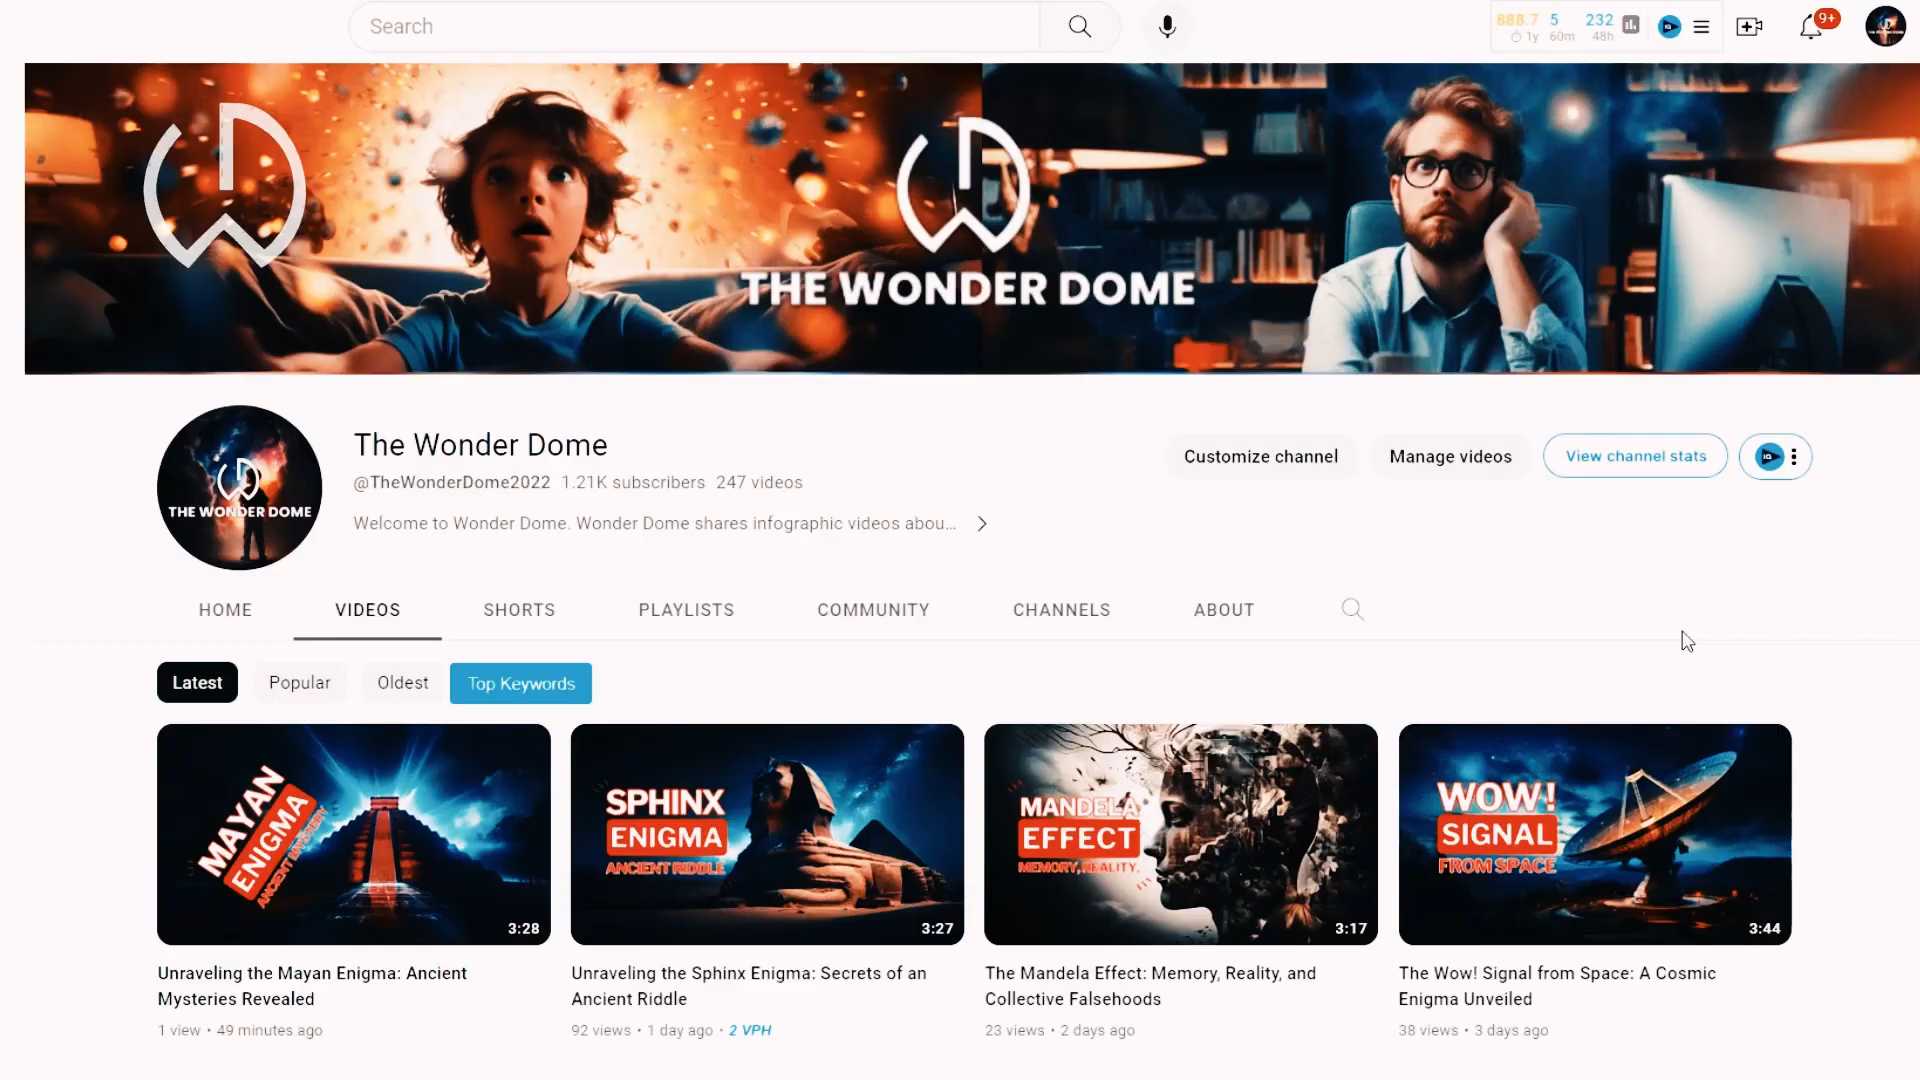 Search
888.7 5 232
1y 60m 48h
IQ
9+
THE WONDER DOME
THE WONDER DOME
The Wonder Dome
@TheWonderDome2022 1.21K subscribers 247 videos
Welcome to Wonder Dome. Wonder Dome shares infographic videos abou...
Customize channel
Manage videos
View channel stats
IQ
HOME
VIDEOS
SHORTS
PLAYLISTS
COMMUNITY
CHANNELS
ABOUT
Latest
Popular
Oldest
Top Keywords
MAYAN
ENIGMA
ANCIENT MYSTERY
3:28
SPHINX
ENIGMA
ANCIENT RIDDLE
3:27
MANDELA
EFFECT
MEMORY, REALITY,
3:17
WOW!
SIGNAL
FROM SPACE
3:44
Unraveling the Mayan Enigma: Ancient
Mysteries Revealed
1 view • 49 minutes ago
Unraveling the Sphinx Enigma: Secrets of an
Ancient Riddle
92 views • 1 day ago • 2 VPH
The Mandela Effect: Memory, Reality, and
Collective Falsehoods
23 views • 2 days ago
The Wow! Signal from Space: A Cosmic
Enigma Unveiled
38 views • 3 days ago